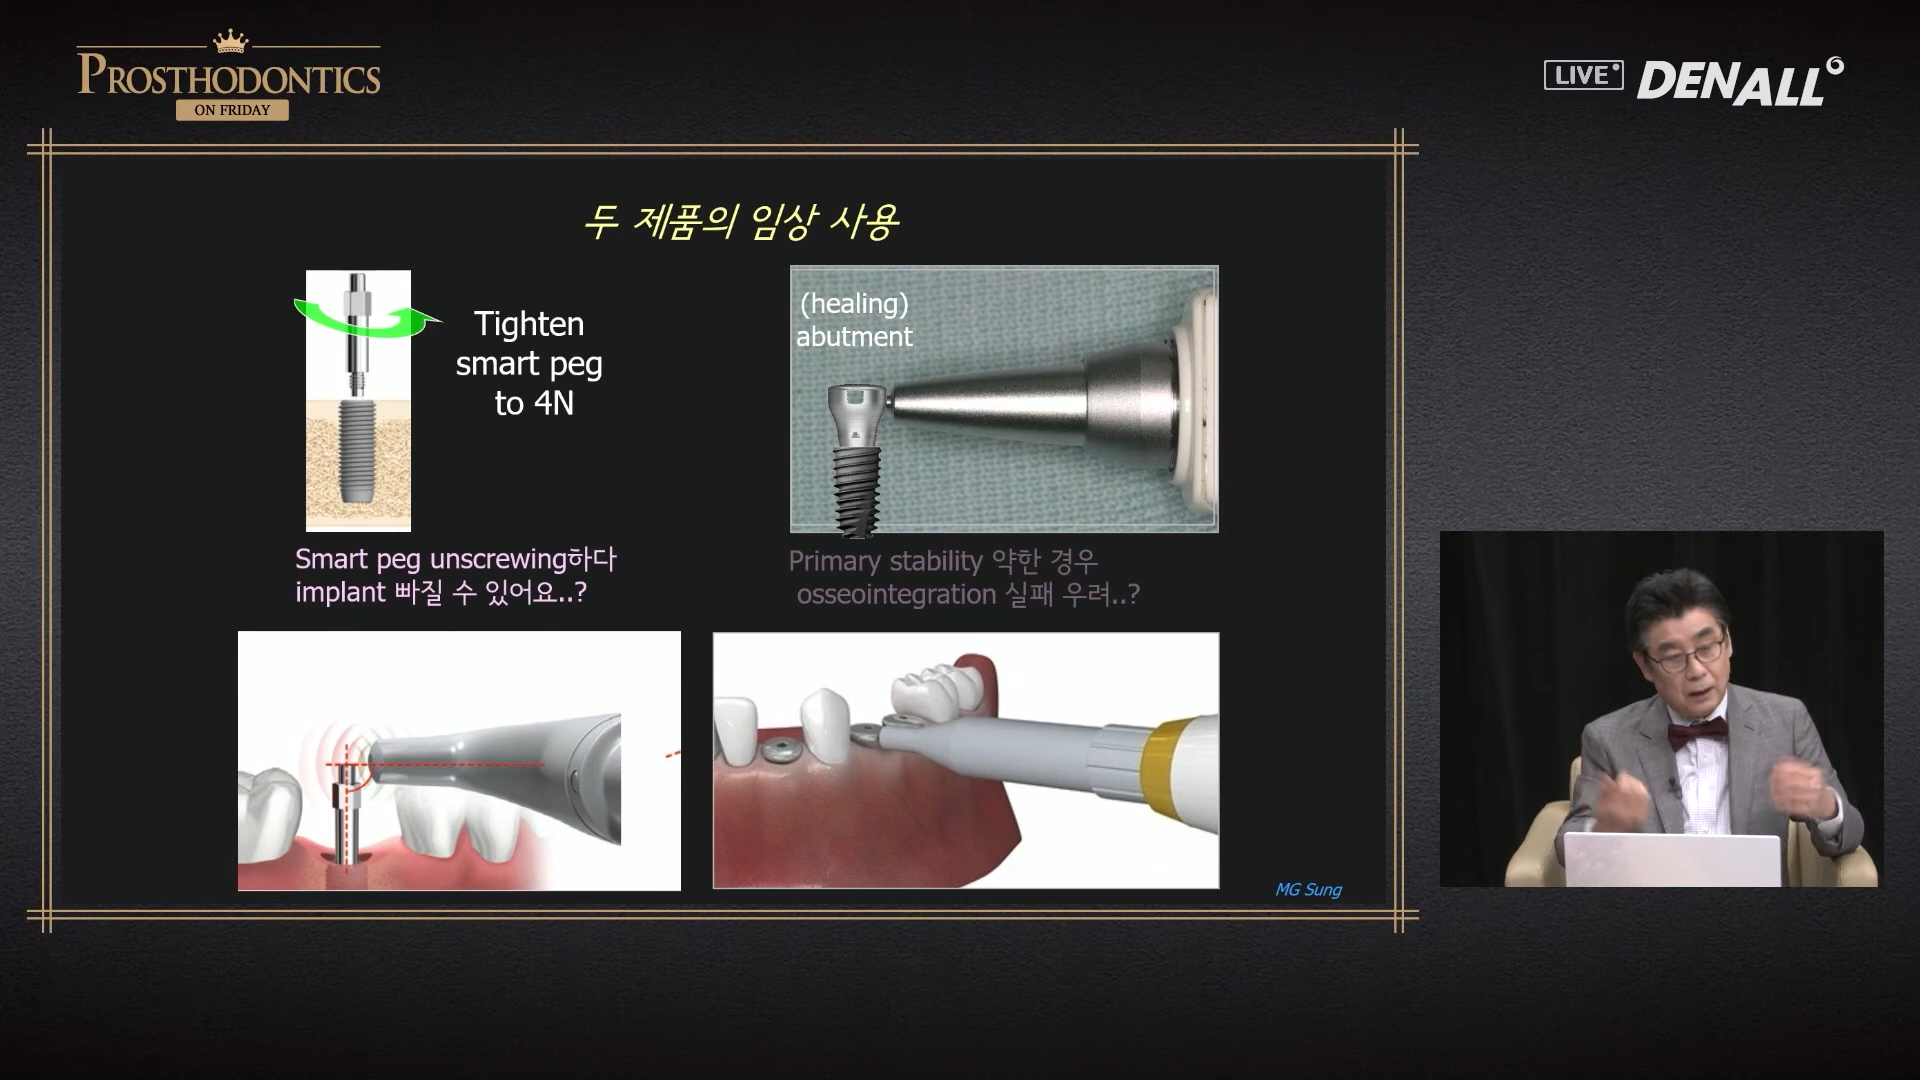 PROSTHODONTICS
ON FRIDAY
LIVE
DENALL
두 제품의 임상 사용
Tighten
smart peg
to 4N
(healing)
abutment
Smart peg unscrewing하다
implant 빠질 수 있어요..?
Primary stability 약한 경우
osseointegration 실패 우려..?
MG Sung